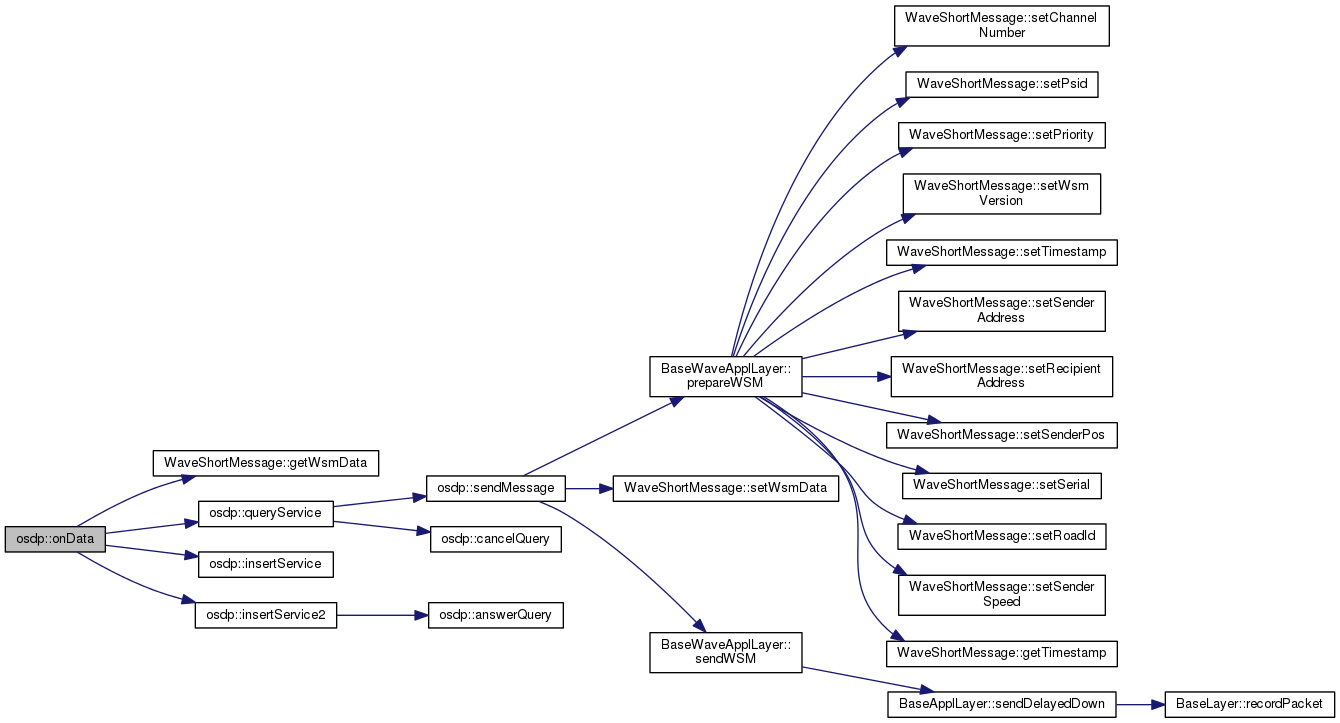 WaveShortMessage::setChannel
Number
WaveShortMessage::setPsid
WaveShortMessage::setPriority
WaveShortMessage::setWsm
Version
WaveShortMessage::setTimestamp
WaveShortMessage::setSender
Address
BaseWaveApplLayer::
prepareWSM
WaveShortMessage::setRecipient
Address
WaveShortMessage::setSenderPos
WaveShortMessage::getWsmData
osdp::sendMessage
WaveShortMessage::setWsmData
WaveShortMessage::setSerial
osdp::onData
osdp::queryService
osdp::cancelQuery
WaveShortMessage::setRoadId
osdp::insertService
WaveShortMessage::setSender
Speed
osdp::insertService2
osdp::answerQuery
BaseWaveApplLayer::
sendWSM
WaveShortMessage::getTimestamp
BaseApplLayer::sendDelayedDown
BaseLayer::recordPacket